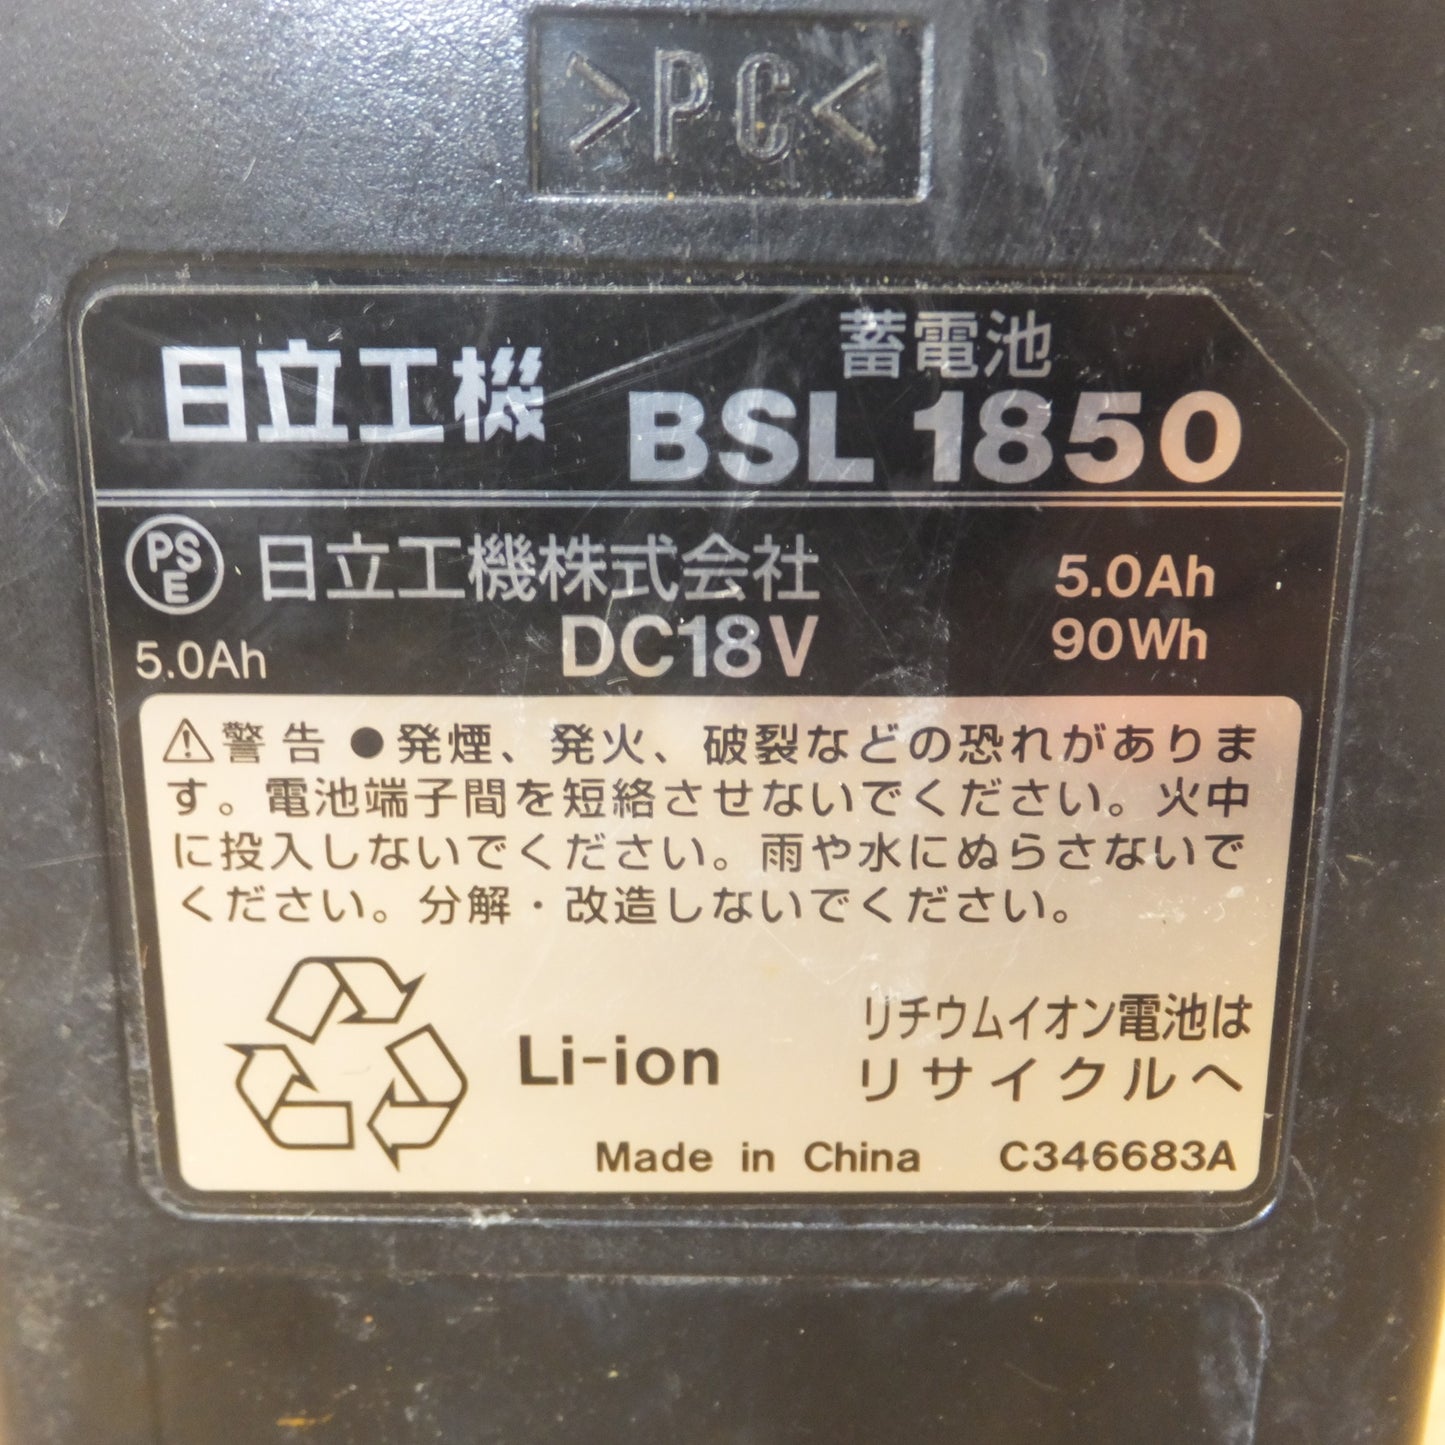 >PC<
日立工機
蓄電池
BSL 1850
PSE 日立工機株式会社 5.0Ah
5.0Ah DC18V 90Wh
⚠警告 ●発煙、発火、破裂などの恐れがありま
す。電池端子間を短絡させないでください。火中
に投入しないでください。雨や水にぬらさないで
ください。分解・改造しないでください。
Li-ion
リチウムイオン電池は
リサイクルへ
Made in China C346683A